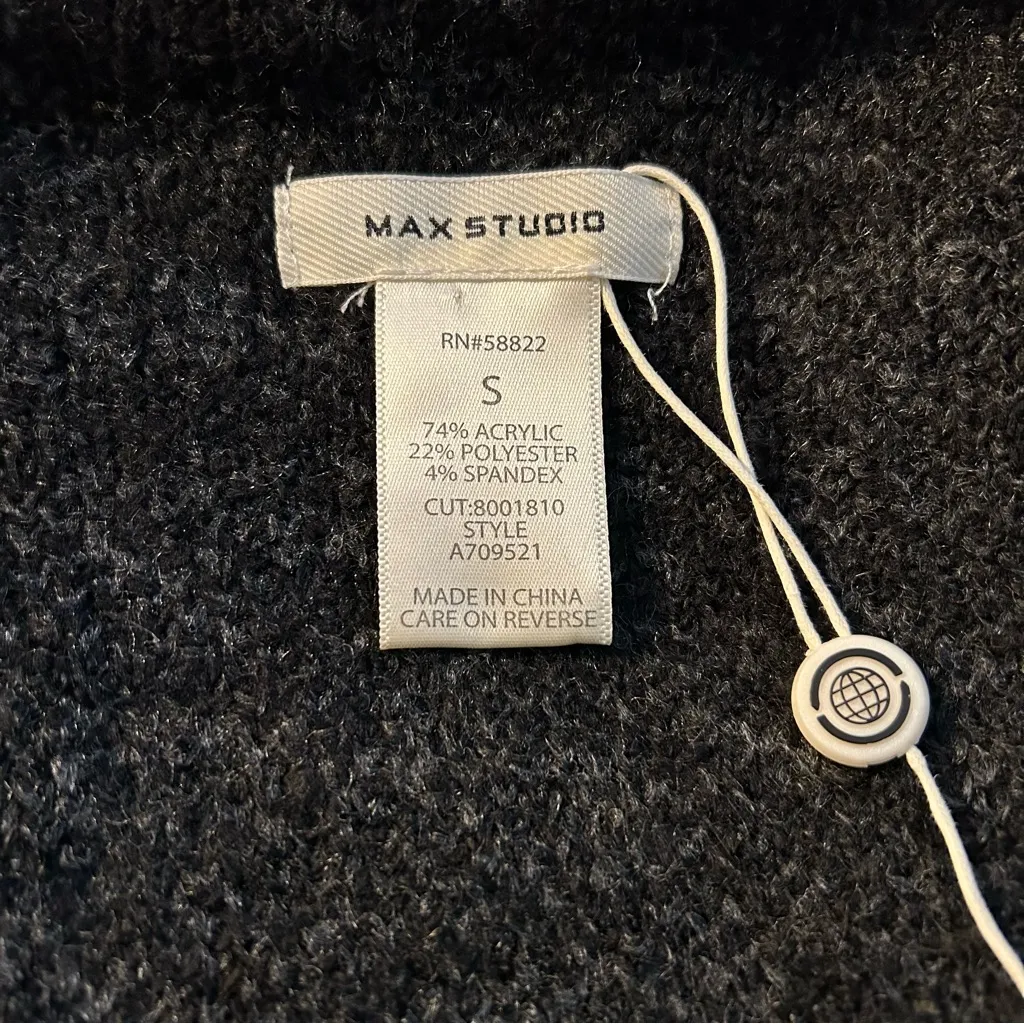 MAX STUDIO
RN#58822
S
74% ACRYLIC
22% POLYESTER
4% SPANDEX
CUT:8001810
STYLE
A709521
MADE IN CHINA
CARE ON REVERSE